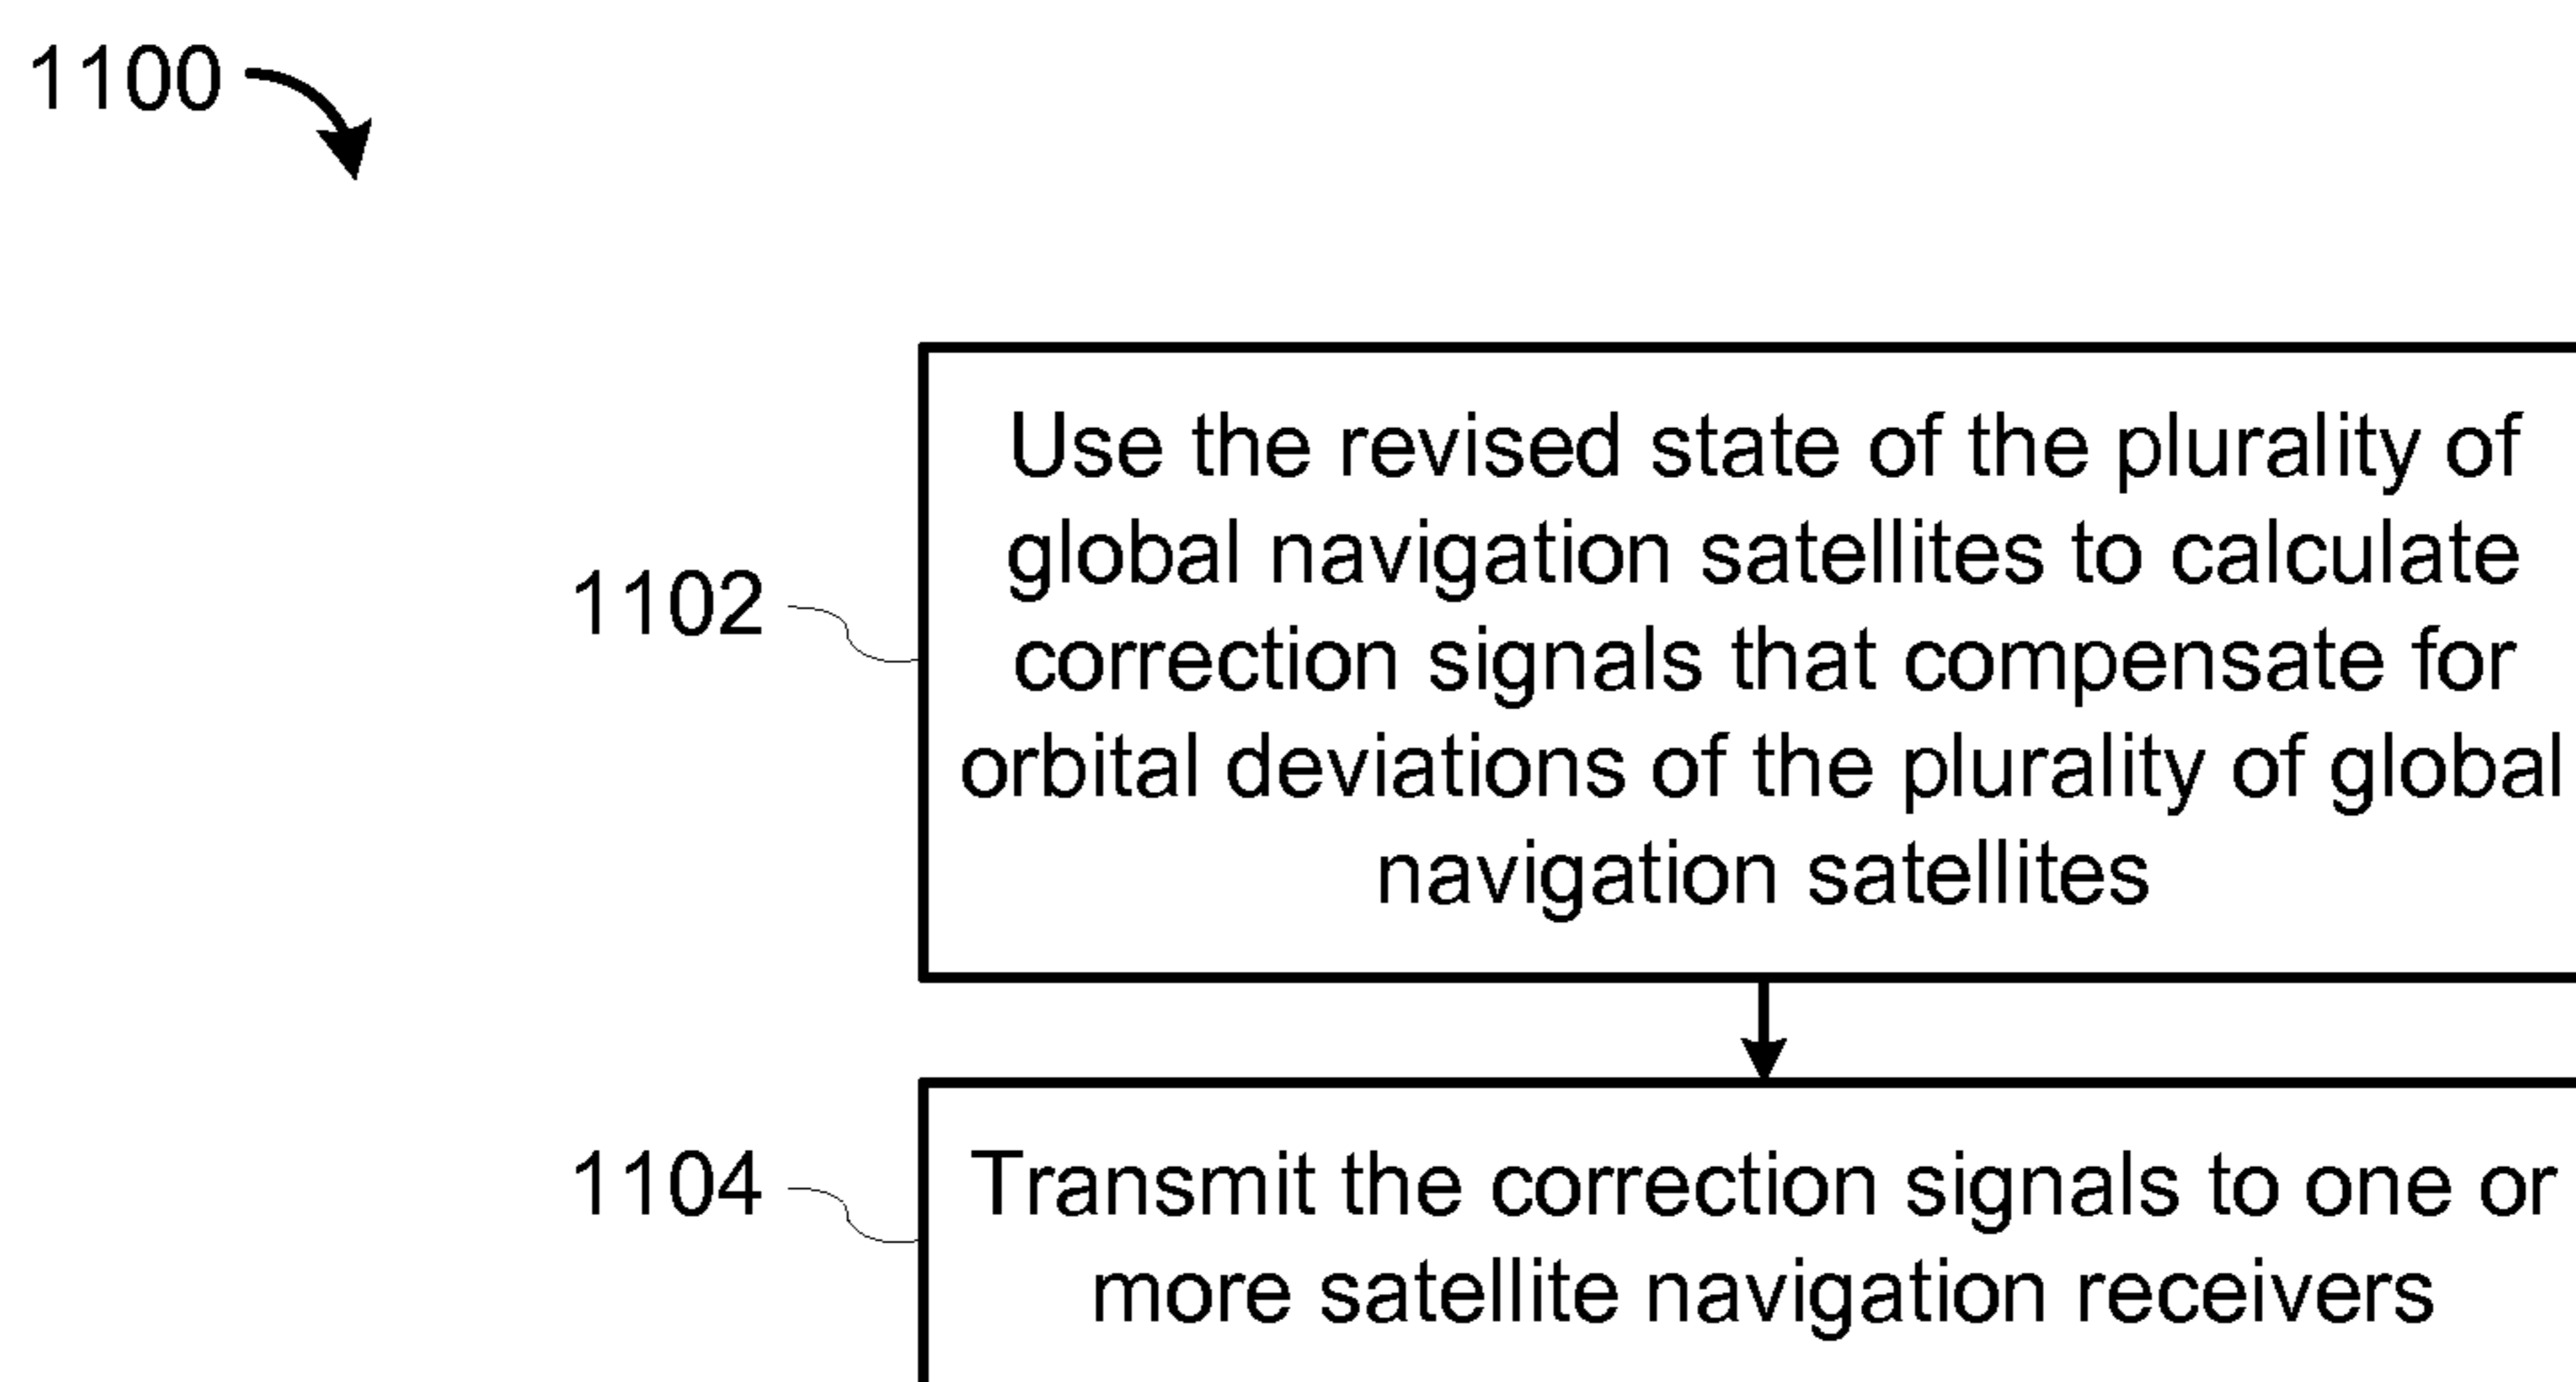 1100
Use the revised state of the plurality of
global navigation satellites to calculate
1102
correction signals that compensate for
orbital deviations of the plurality of global
navigation satellites
1104
Transmit the correction signals to one or
more satellite navigation receivers